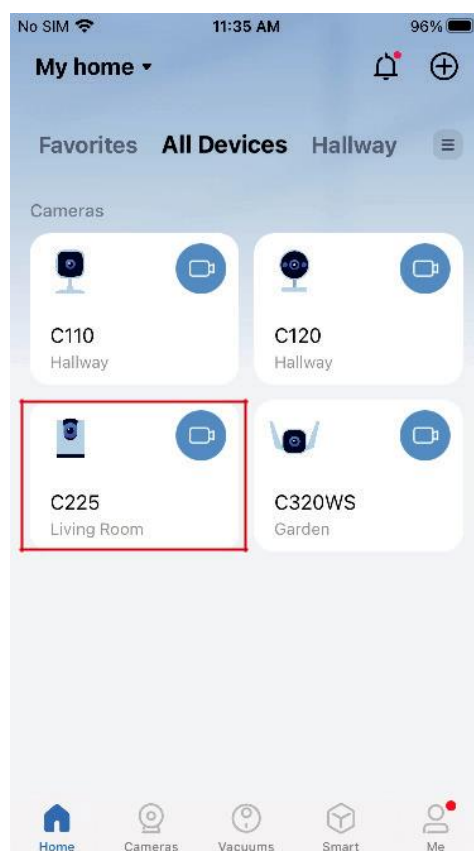 No SIM 11:35 AM 96%
My home
Favorites All Devices Hallway
Cameras
C110 C120
Hallway Hallway
C225 C320WS
Living Room Garden
Home Cameras Vacuums Smart Me